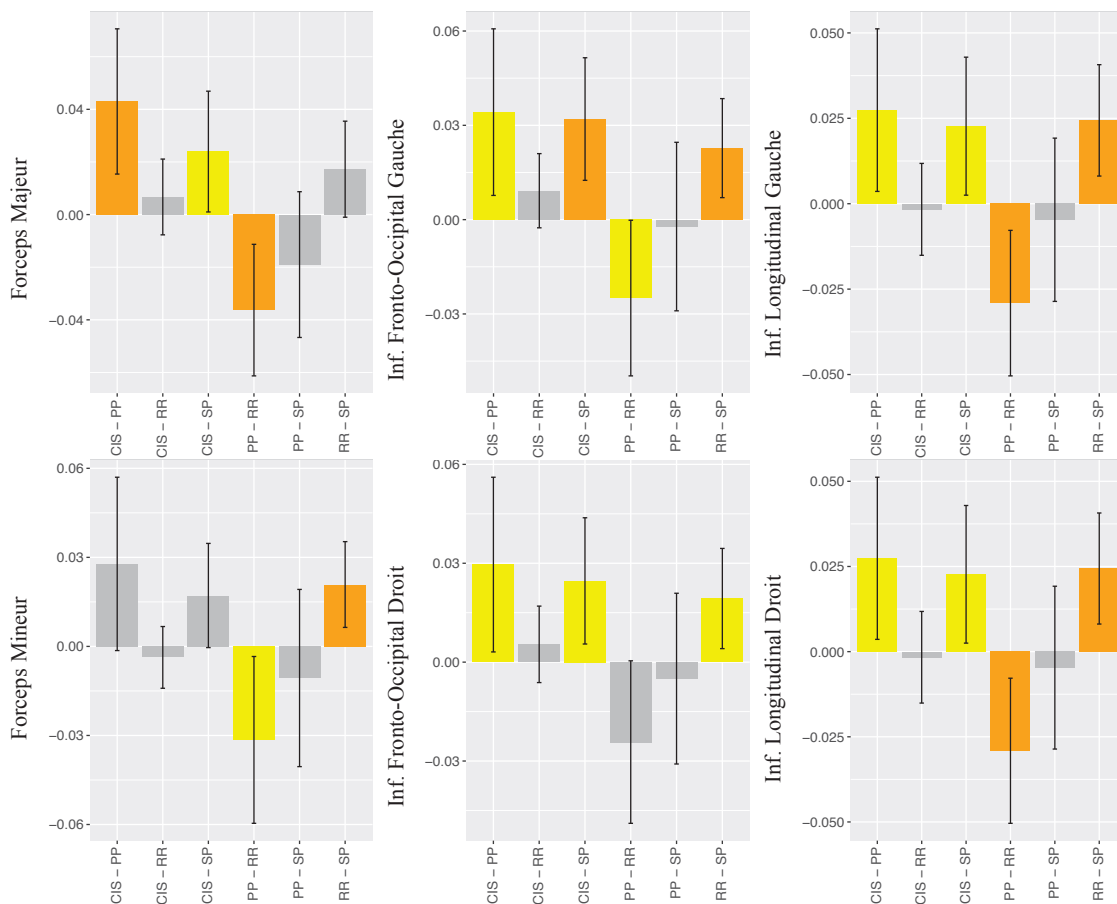 Forceps Majeur
0.04
0.00
−0.04
CIS − PP
CIS − RR
CIS − SP
PP − RR
PP − SP
RR − SP
Inf. Fronto-Occipital Gauche
0.06
0.03
0.00
−0.03
CIS − PP
CIS − RR
CIS − SP
PP − RR
PP − SP
RR − SP
Inf. Longitudinal Gauche
0.050
0.025
0.000
−0.025
−0.050
CIS − PP
CIS − RR
CIS − SP
PP − RR
PP − SP
RR − SP
Forceps Mineur
0.06
0.03
0.00
−0.03
−0.06
CIS − PP
CIS − RR
CIS − SP
PP − RR
PP − SP
RR − SP
Inf. Fronto-Occipital Droit
0.06
0.03
0.00
−0.03
CIS − PP
CIS − RR
CIS − SP
PP − RR
PP − SP
RR − SP
Inf. Longitudinal Droit
0.050
0.025
0.000
−0.025
−0.050
CIS − PP
CIS − RR
CIS − SP
PP − RR
PP − SP
RR − SP